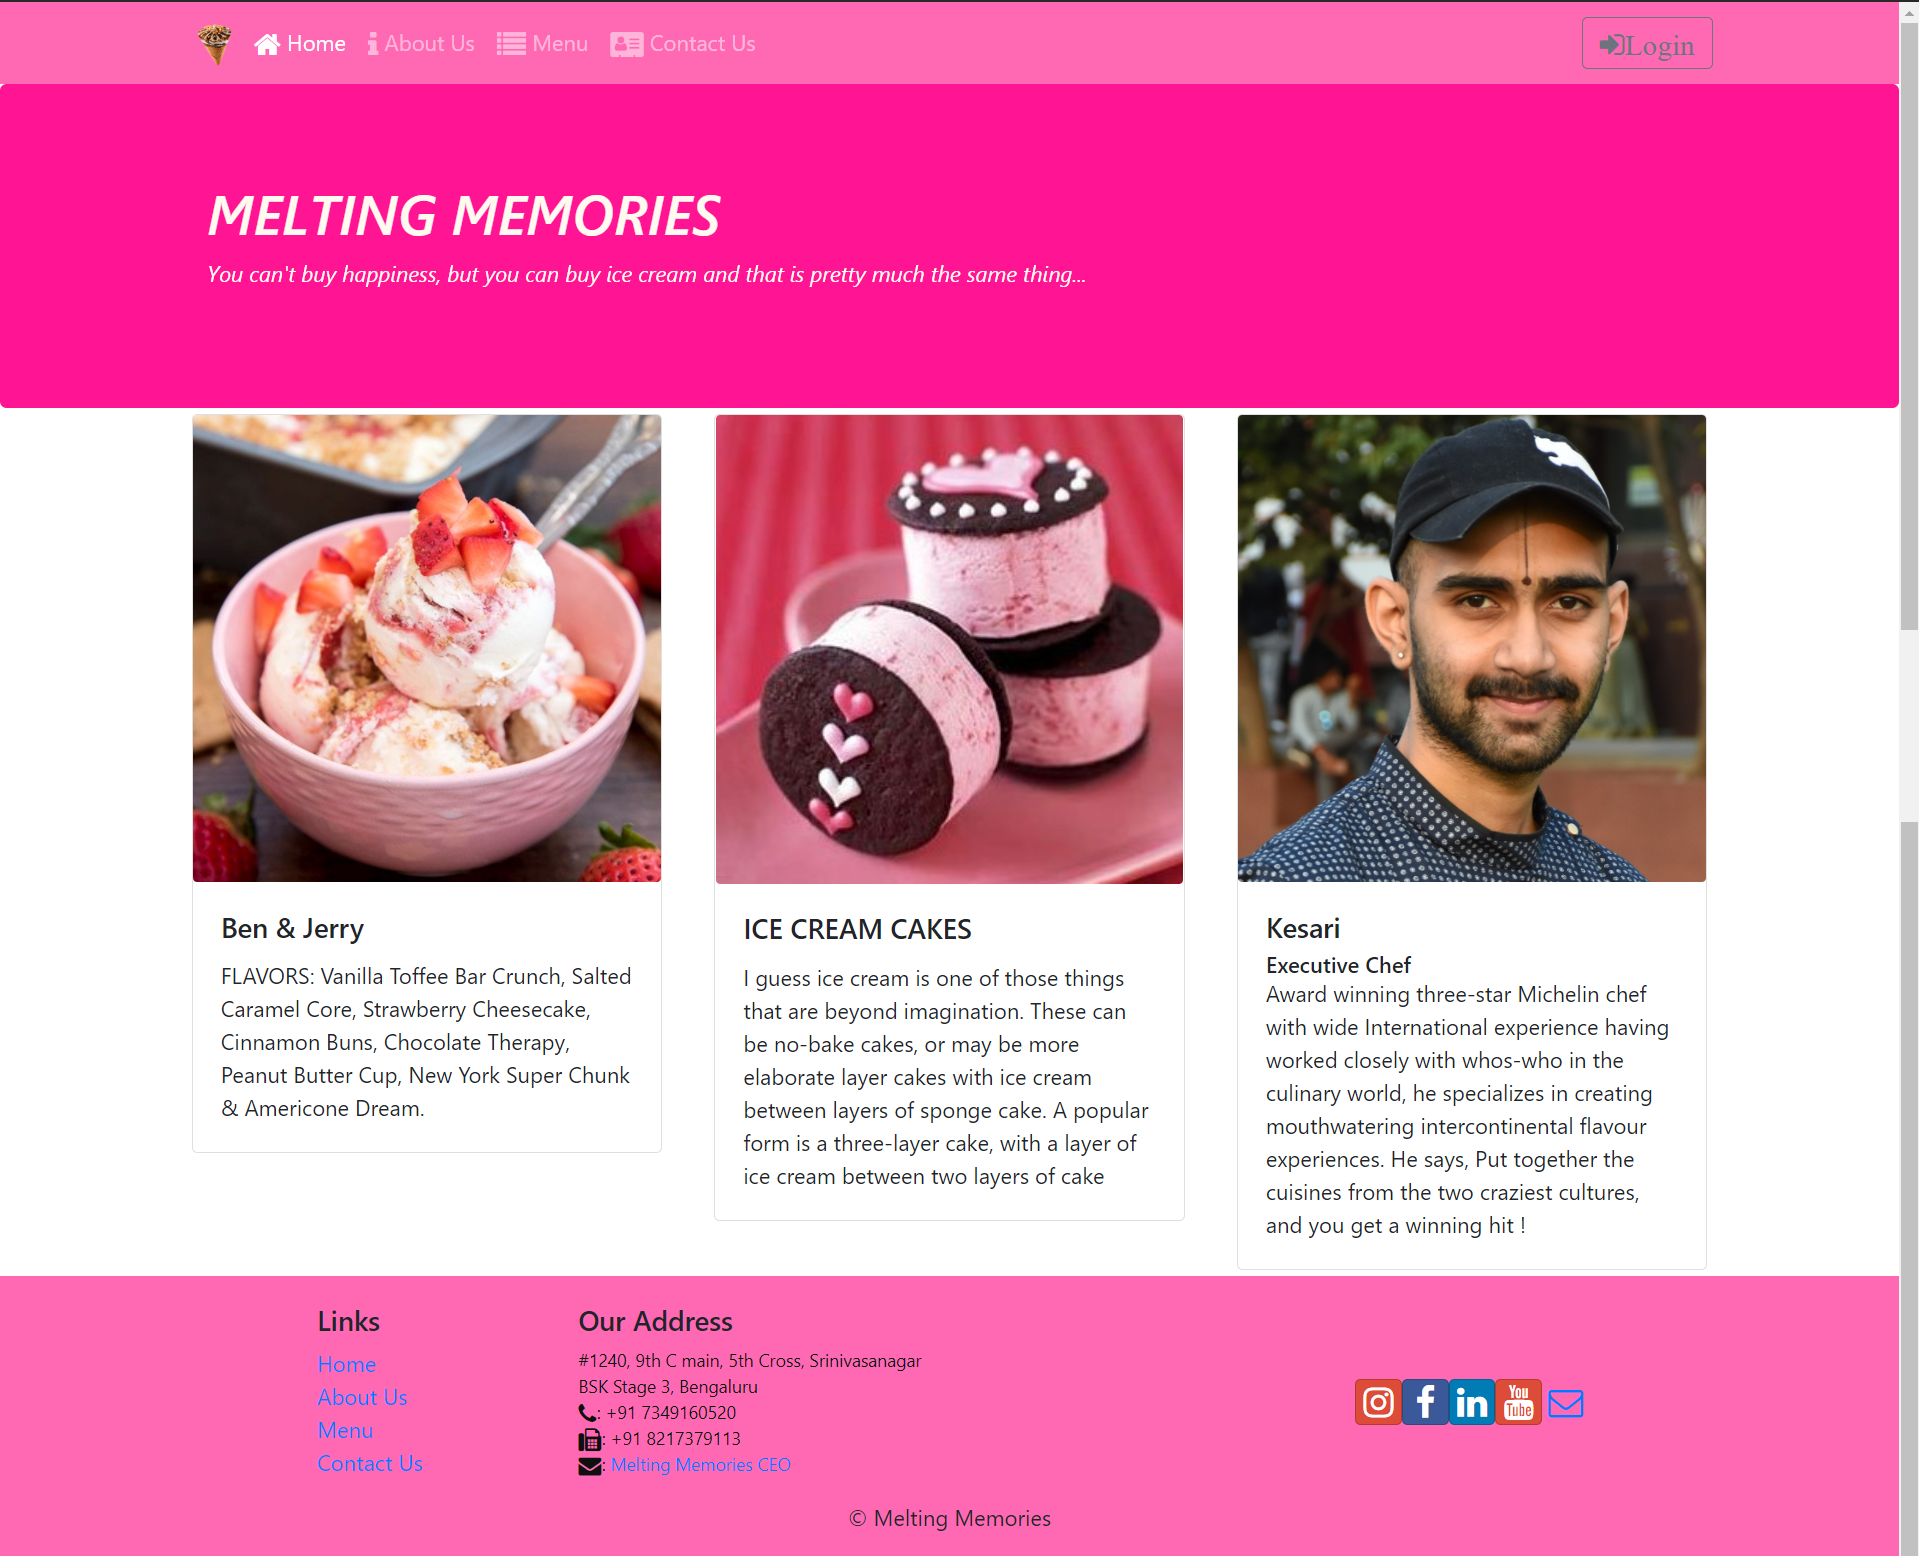 Home About Us Menu Contact Us Login
MELTING MEMORIES
You can't buy happiness, but you can buy ice cream and that is pretty much the same thing...
Ben & Jerry
FLAVORS: Vanilla Toffee Bar Crunch, Salted
Caramel Core, Strawberry Cheesecake,
Cinnamon Buns, Chocolate Therapy,
Peanut Butter Cup, New York Super Chunk
& Americone Dream.
ICE CREAM CAKES
I guess ice cream is one of those things
that are beyond imagination. These can
be no-bake cakes, or may be more
elaborate layer cakes with ice cream
between layers of sponge cake. A popular
form is a three-layer cake, with a layer of
ice cream between two layers of cake
Kesari
Executive Chef
Award winning three-star Michelin chef
with wide International experience having
worked closely with whos-who in the
culinary world, he specializes in creating
mouthwatering intercontinental flavour
experiences. He says, Put together the
cuisines from the two craziest cultures,
and you get a winning hit !
Links
Home
About Us
Menu
Contact Us
Our Address
#1240, 9th C main, 5th Cross, Srinivasanagar
BSK Stage 3, Bengaluru
: +91 7349160520
: +91 8217379113
: Melting Memories CEO
f in You
Tube
© Melting Memories